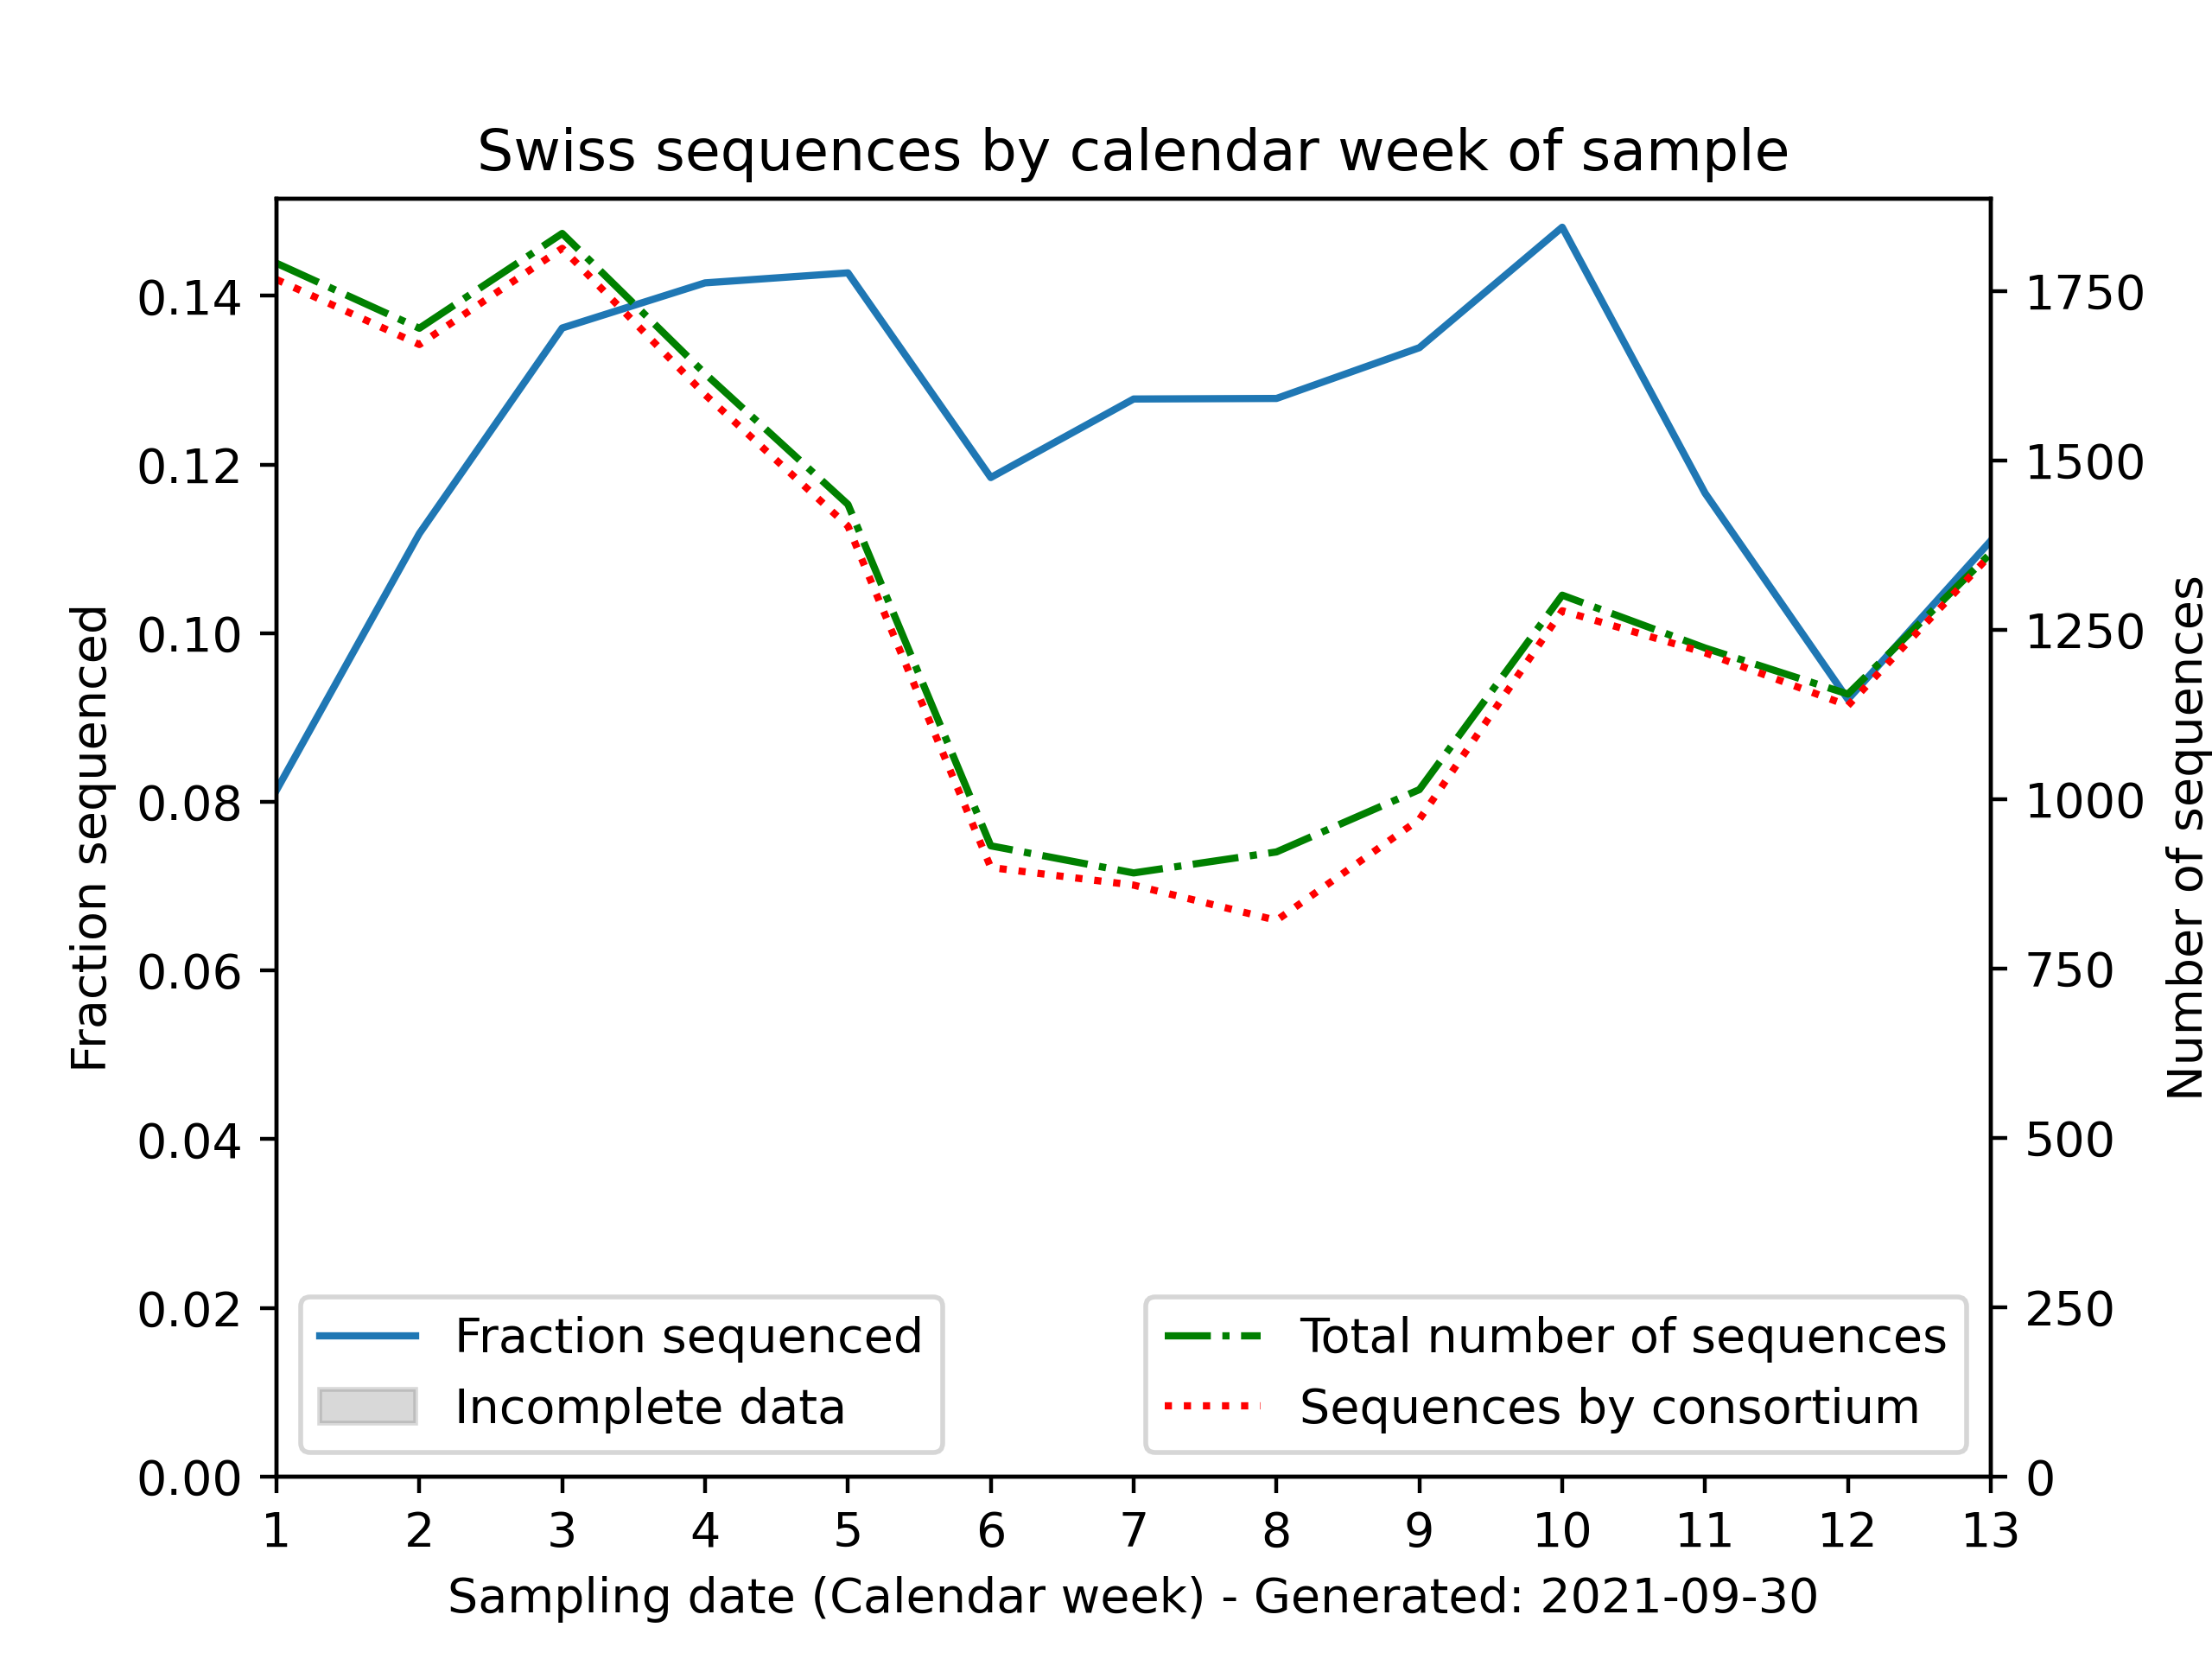 Swiss sequences by calendar week of sample
Fraction sequenced
0.14
0.12
0.10
0.08
0.06
0.04
0.02
0.00
1750
1500
1250
1000
750
500
250
0
Number of sequences
Fraction sequenced
Incomplete data
Total number of sequences
Sequences by consortium
1 2 3 4 5 6 7 8 9 10 11 12 13
Sampling date (Calendar week) - Generated: 2021-09-30